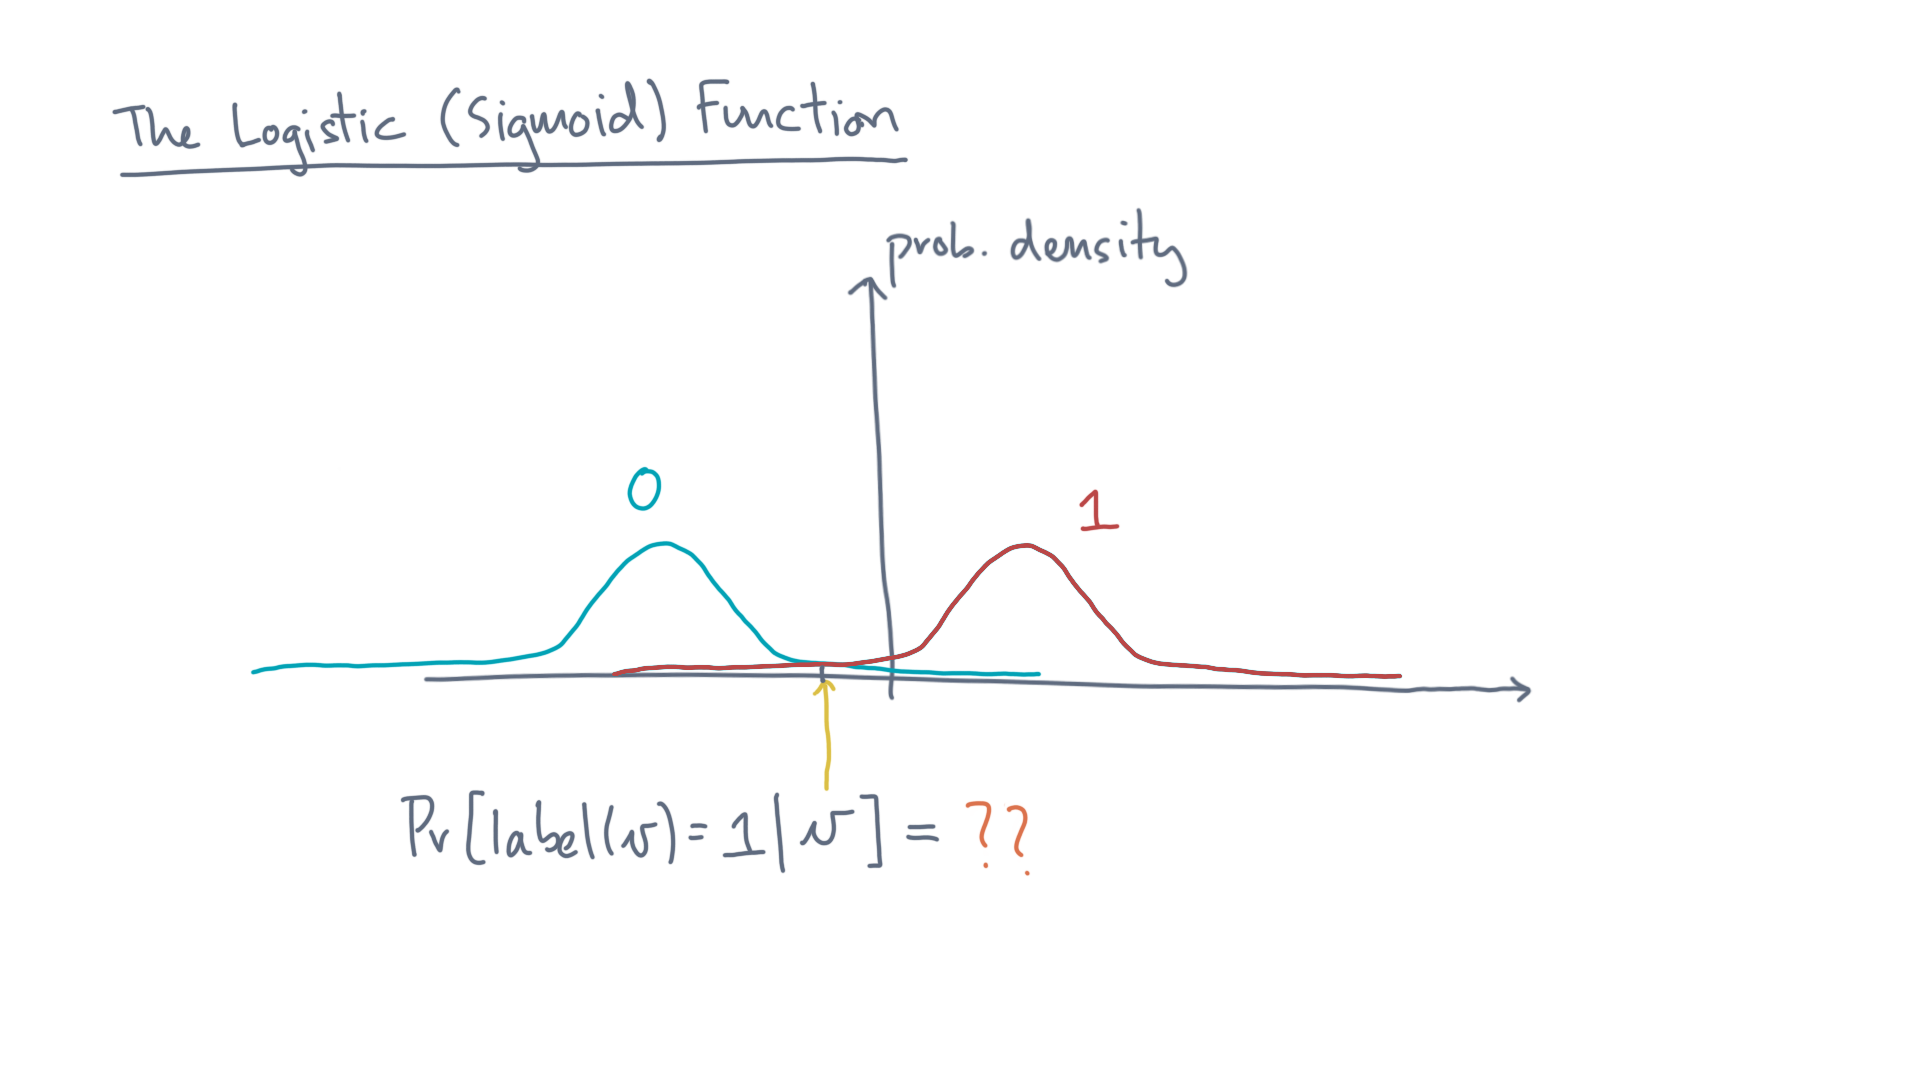 The Logistic (Sigmoid) Function
prob. density
0
1
Pr[label(v)=1|v] = ??